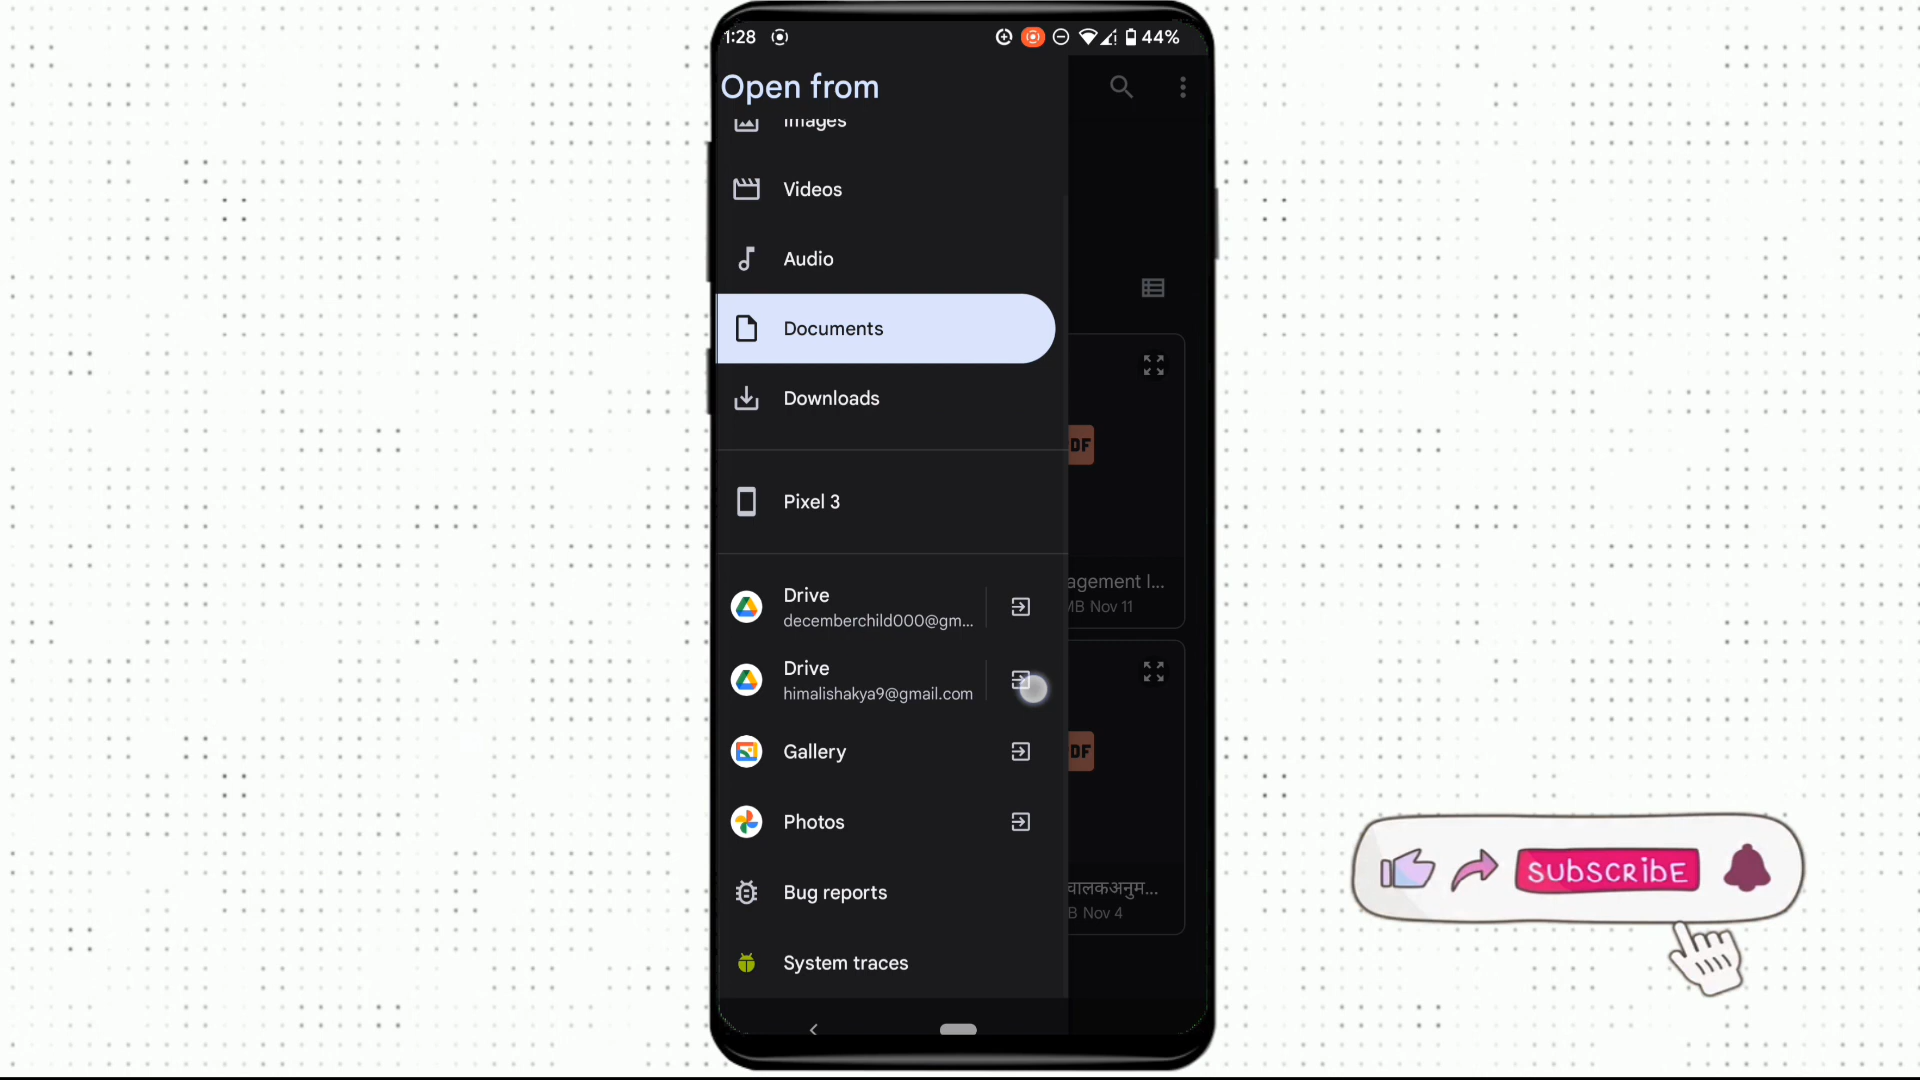 1:28
44%
Open from
Images
Videos
Audio
Documents
Downloads
Pixel 3
Drive
decemberchild000@gm...
Drive
himalishakya9@gmail.com
Gallery
Photos
Bug reports
System traces
DF
agement I...
MB Nov 11
DF
चालकअनुम...
B Nov 4
SUBSCRIBE